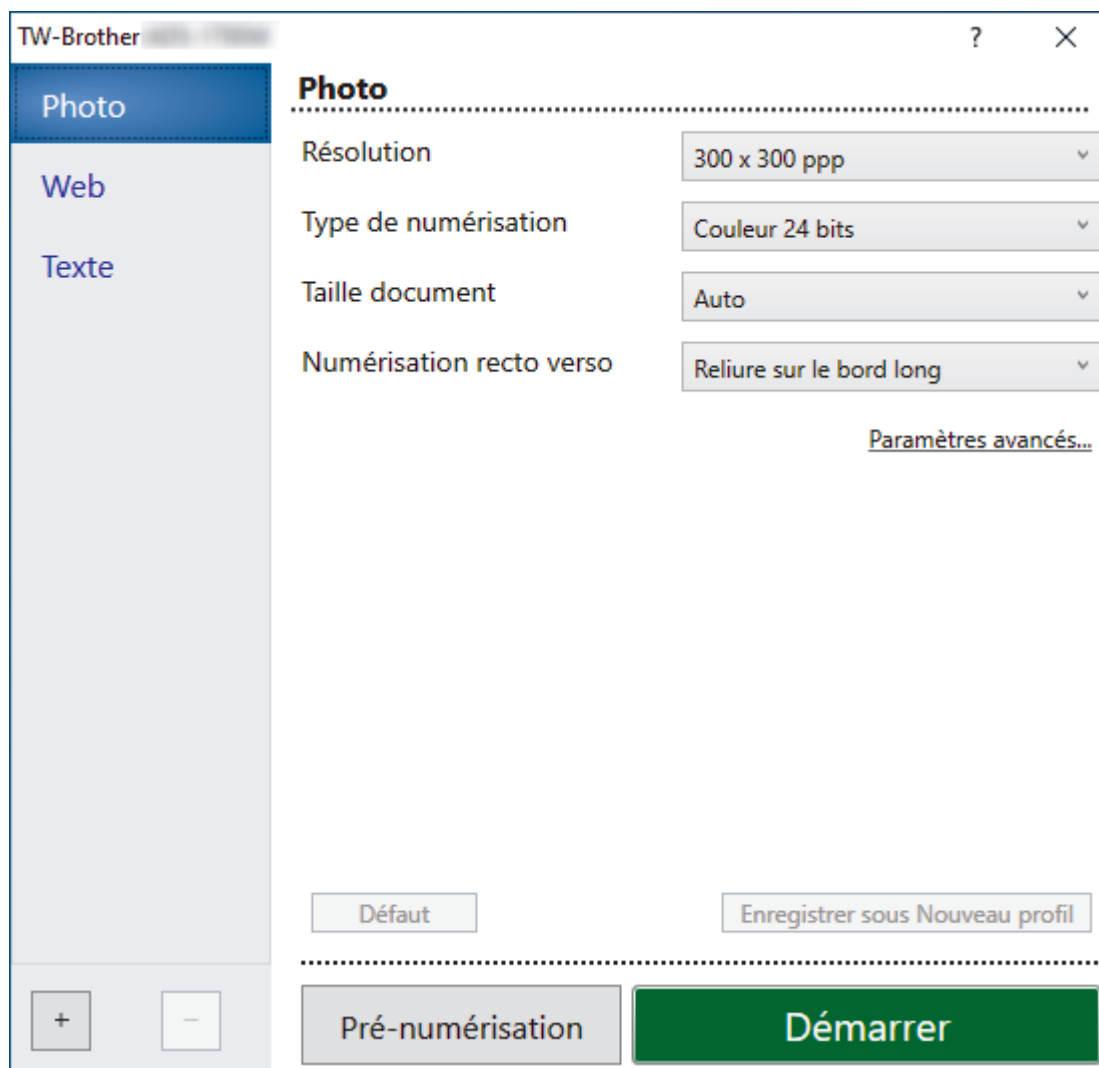 TW-Brother
?
Photo
Web
Texte
Photo
Résolution
300 x 300 ppp
Type de numérisation
Couleur 24 bits
Taille document
Auto
Numérisation recto verso
Reliure sur le bord long
Paramètres avancés...
Défaut
Enregistrer sous Nouveau profil
+
−
Pré-numérisation
Démarrer